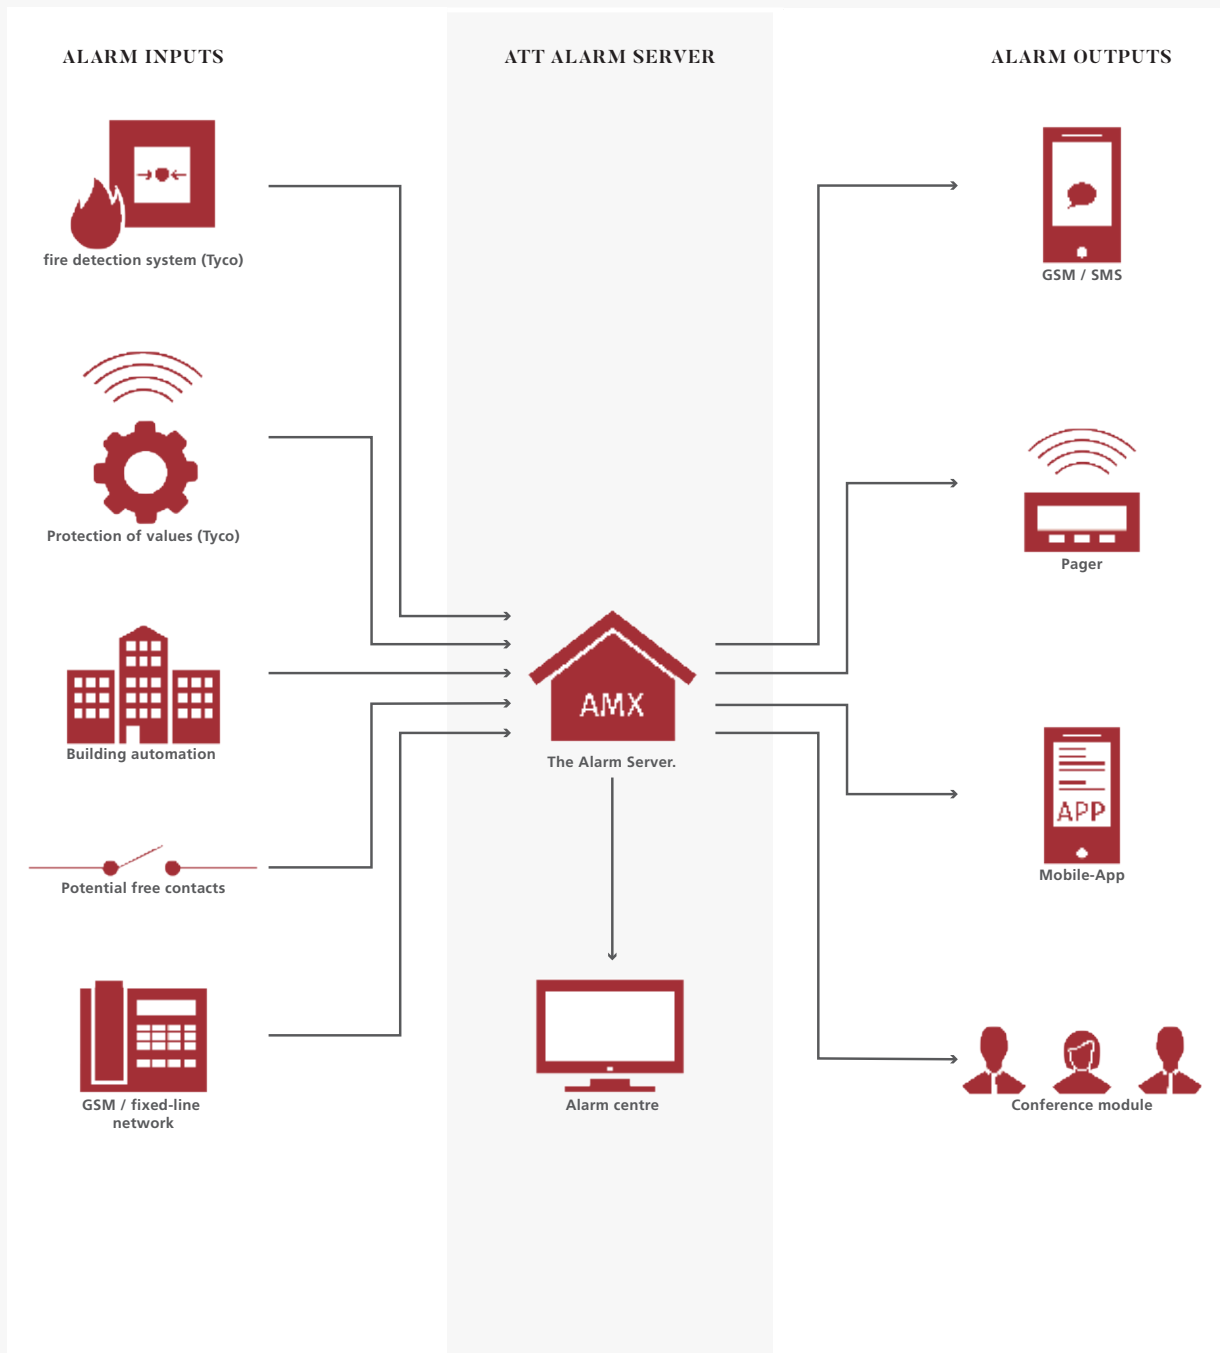 ALARM INPUTS
fire detection system (Tyco)
Protection of values (Tyco)
Building automation
Potential free contacts
GSM / fixed-line
network
ATT ALARM SERVER
AMX
The Alarm Server.
Alarm centre
ALARM OUTPUTS
GSM / SMS
Pager
APP
Mobile-App
Conference module